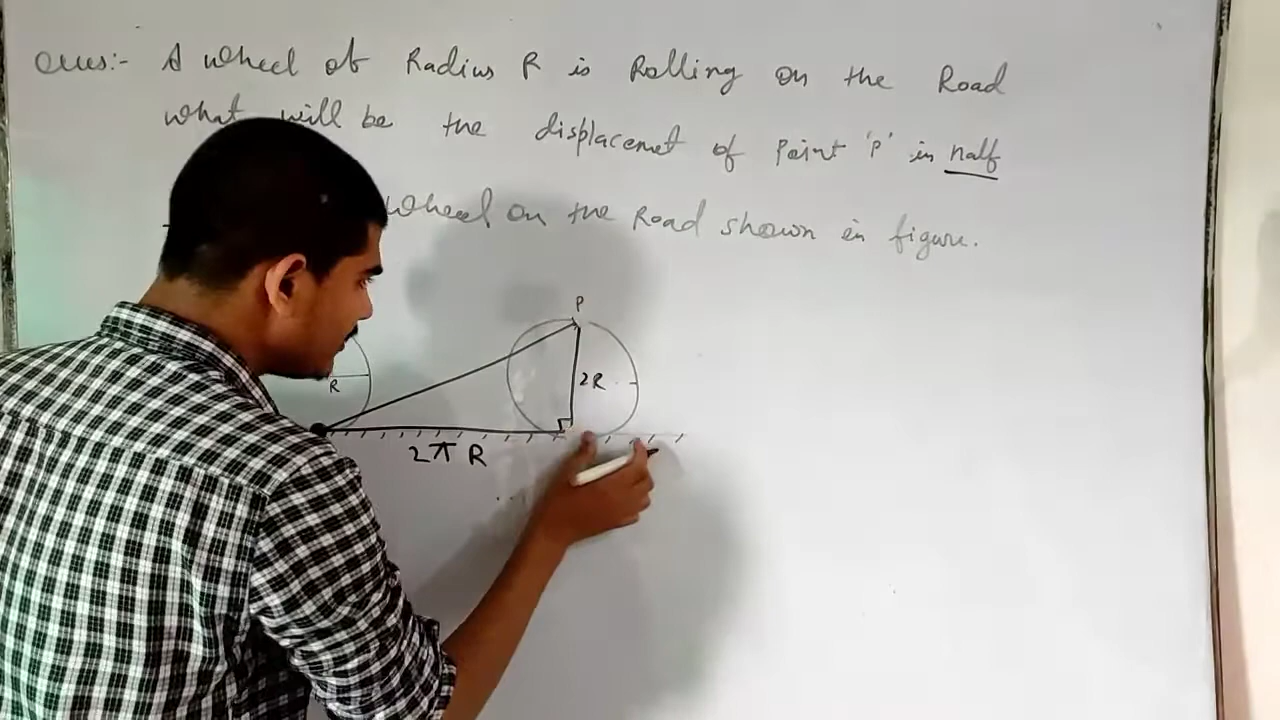 Ques:- A wheel of Radius R is Rolling on the Road
what will be the displacemet of Point 'P' in half
wheel on the Road shown in figure.
P
R
2R
2π R